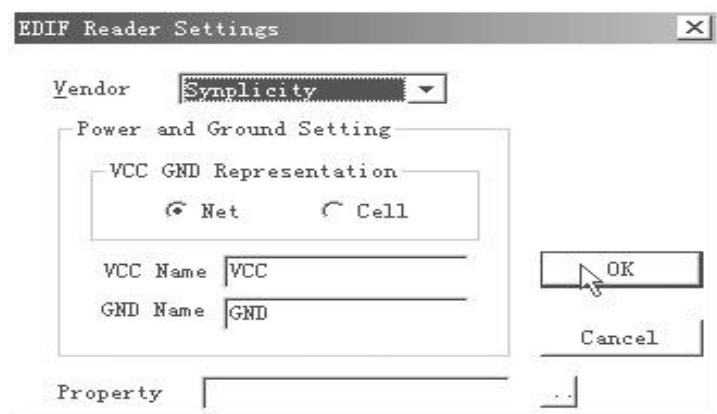 EDIF Reader Settings
Vendor Synplicity
Power and Ground Setting
VCC GND Representation
Net Cell
VCC Name VCC
GND Name GND
OK
Cancel
Property ..